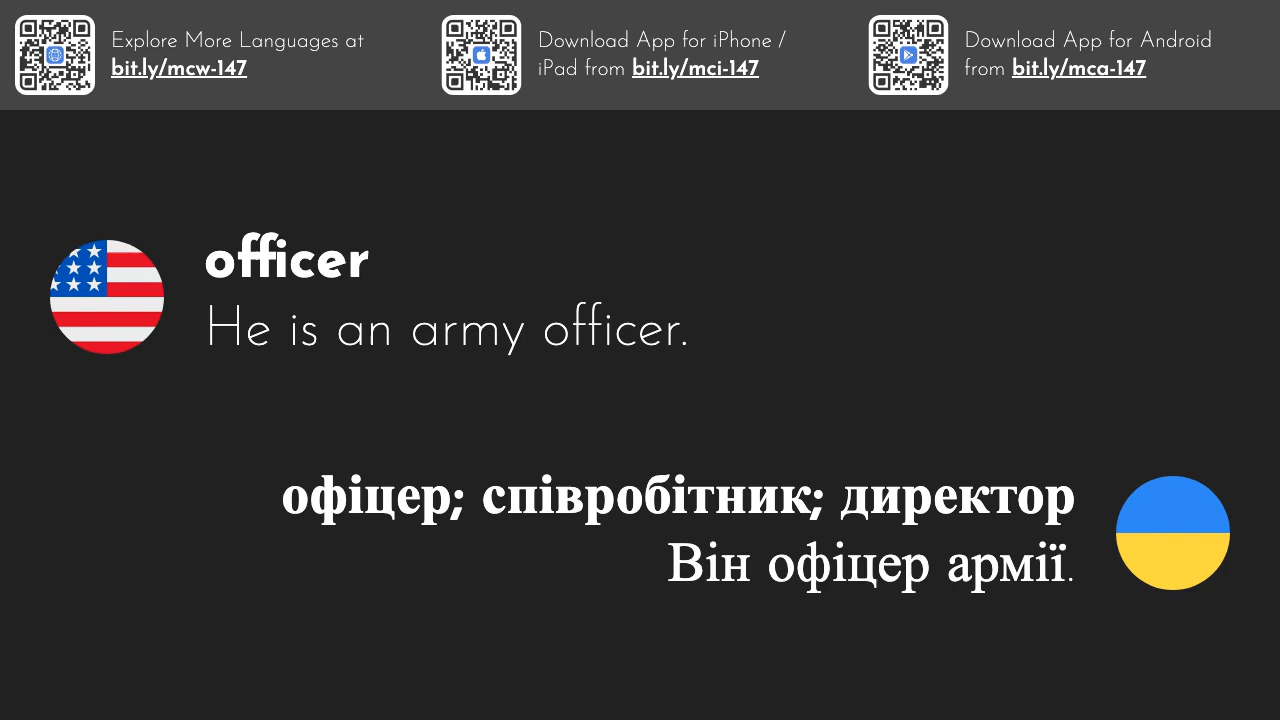 Explore More Languages at
bit.ly/mcw-147
Download App for iPhone /
iPad from bit.ly/mci-147
Download App for Android
from bit.ly/mca-147
officer
He is an army officer.
офіцер; співробітник; директор
Він офіцер армії.